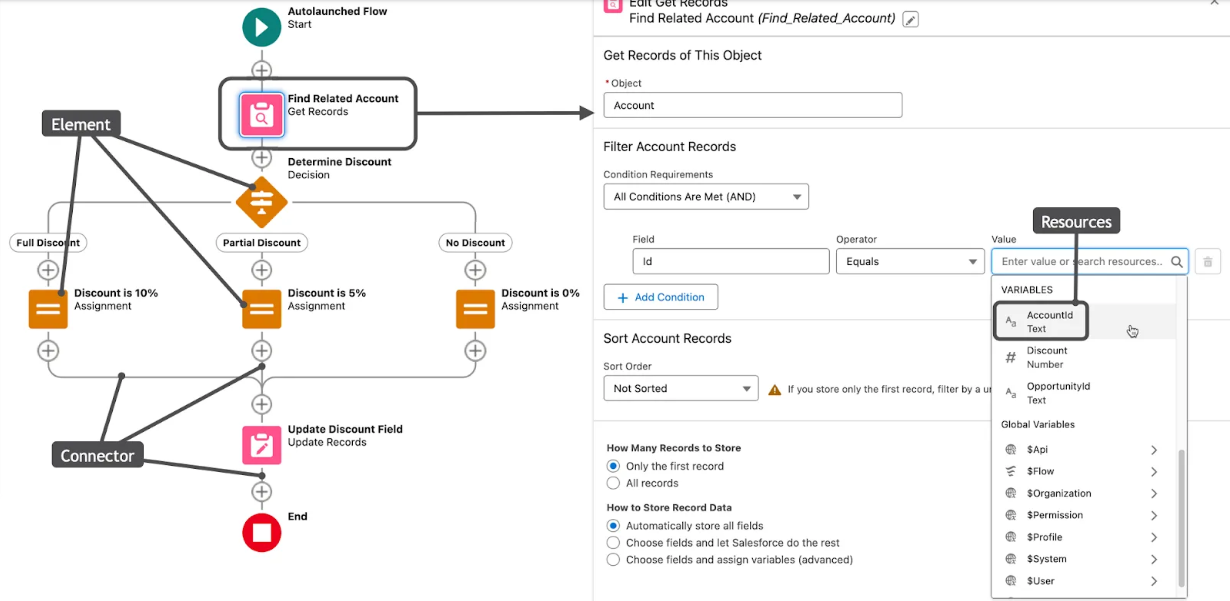 Autolaunched Flow
Start
Element
Find Related Account
Get Records
Determine Discount
Decision
Full Discount
Partial Discount
No Discount
Discount is 10%
Assignment
Discount is 5%
Assignment
Discount is 0%
Assignment
Connector
Update Discount Field
Update Records
End
Edit Get Records
Find Related Account (Find_Related_Account)
Get Records of This Object
* Object
Account
Filter Account Records
Condition Requirements
All Conditions Are Met (AND)
Resources
Field
Operator
Value
Id
Equals
Enter value or search resources..
+ Add Condition
Sort Account Records
Sort Order
Not Sorted
If you store only the first record, filter by a
How Many Records to Store
Only the first record
All records
How to Store Record Data
Automatically store all fields
Choose fields and let Salesforce do the rest
Choose fields and assign variables (advanced)
VARIABLES
AccountId
Text
Discount
Number
OpportunityId
Text
Global Variables
$Api
$Flow
$Organization
$Permission
$Profile
$System
$User